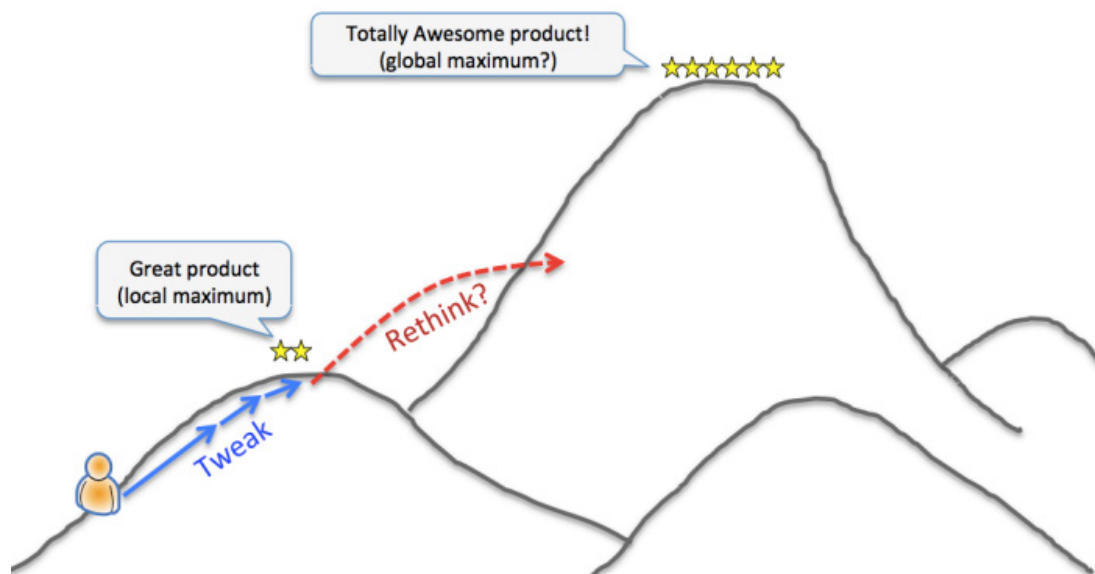 Totally Awesome product!
(global maximum?)
Great product
(local maximum)
Rethink?
Tweak